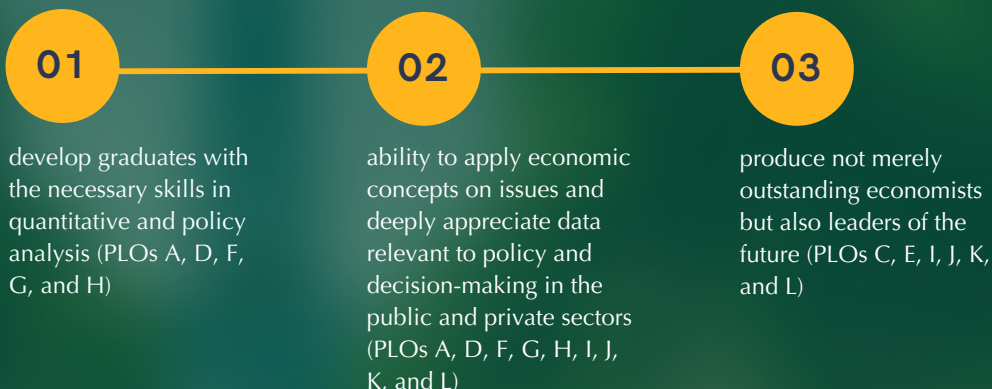 01
develop graduates with
the necessary skills in
quantitative and policy
analysis (PLOs A, D, F,
G, and H)
02
ability to apply economic
concepts on issues and
deeply appreciate data
relevant to policy and
decision-making in the
public and private sectors
(PLOs A, D, F, G, H, I, J,
K, and L)
03
produce not merely
outstanding economists
but also leaders of the
future (PLOs C, E, I, J, K,
and L)